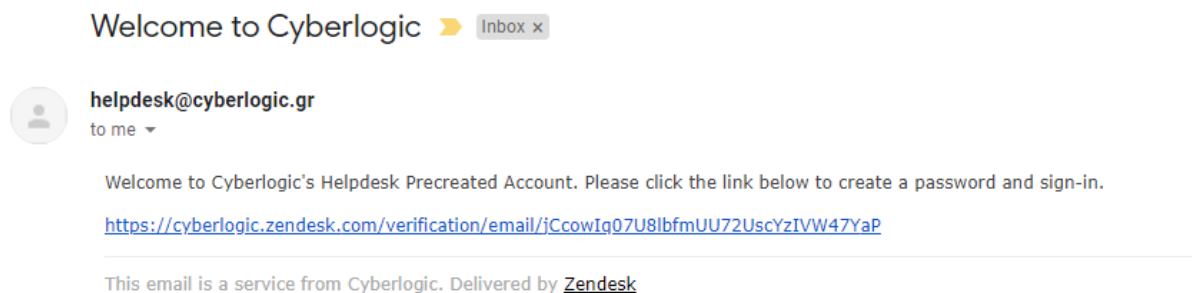 Welcome to Cyberlogic Inbox x
helpdesk@cyberlogic.gr
to me
Welcome to Cyberlogic's Helpdesk Precreated Account. Please click the link below to create a password and sign-in.
https://cyberlogic.zendesk.com/verification/email/jCcowIq07U8lbfmUU72UscYzIVW47YaP
This email is a service from Cyberlogic. Delivered by Zendesk